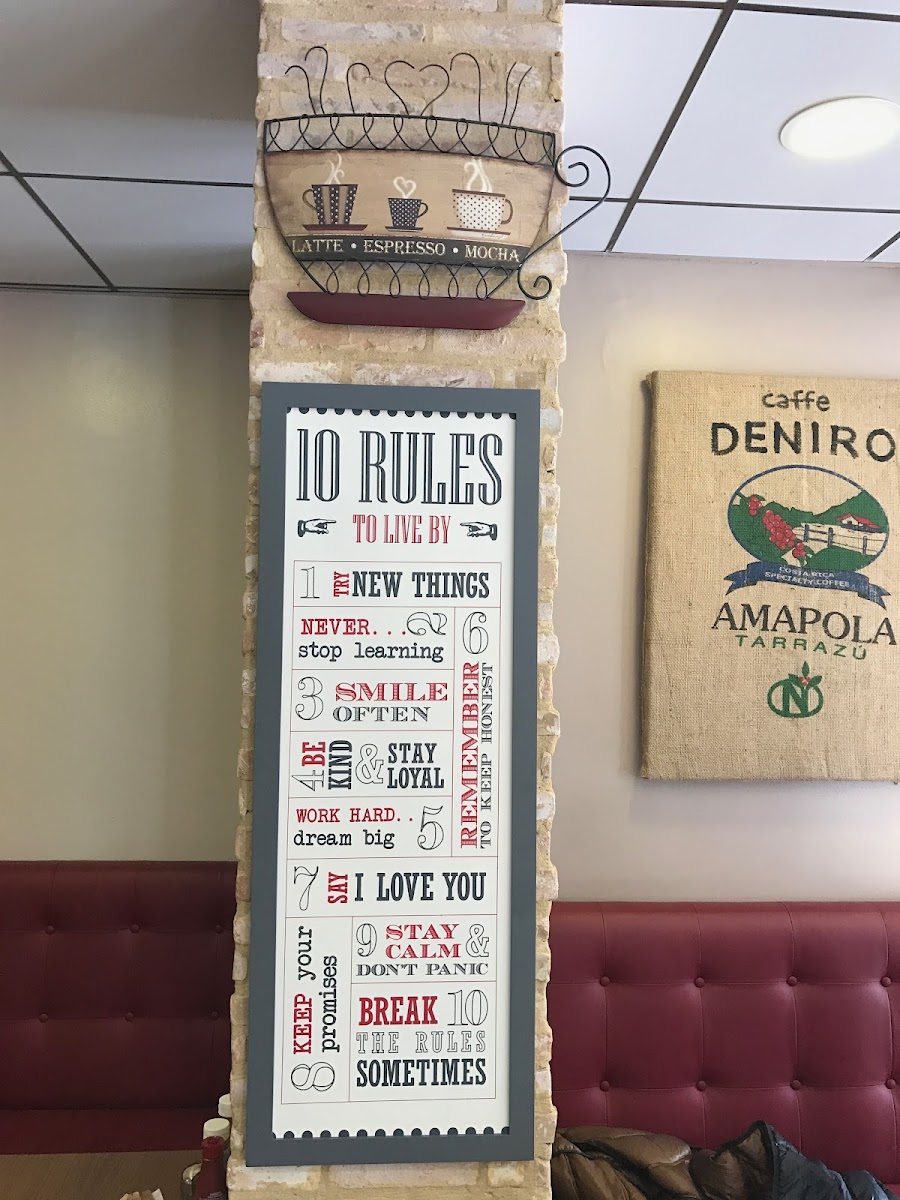 LATTE • ESPRESSO • MOCHA
10 RULES
TO LIVE BY
1 TRY NEW THINGS
NEVER... 2
stop learning
3 SMILE
OFTEN
4 BE
KIND & STAY
LOYAL
WORK HARD.. 5
dream big
6 REMEMBER
TO KEEP HONEST
7 SAY I LOVE YOU
8 KEEP your
promises
9 STAY
CALM &
DON'T PANIC
BREAK 10
THE RULES
SOMETIMES
caffe
DENIRO
COSTA RICA
SPECIALTY COFFEE
AMAPOLA
TARRAZÚ